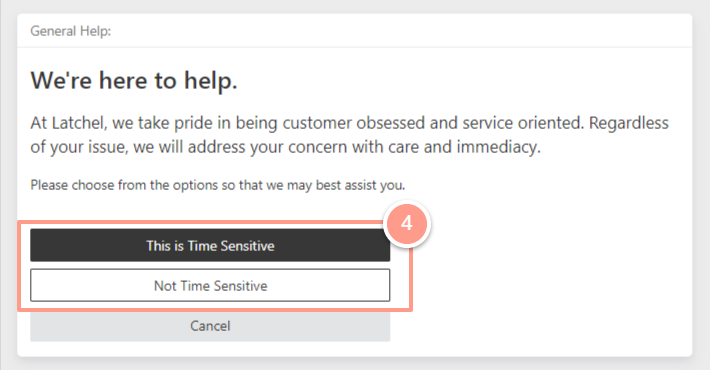 General Help:
We're here to help.
At Latchel, we take pride in being customer obsessed and service oriented. Regardless
of your issue, we will address your concern with care and immediacy.
Please choose from the options so that we may best assist you.
4
This is Time Sensitive
Not Time Sensitive
Cancel